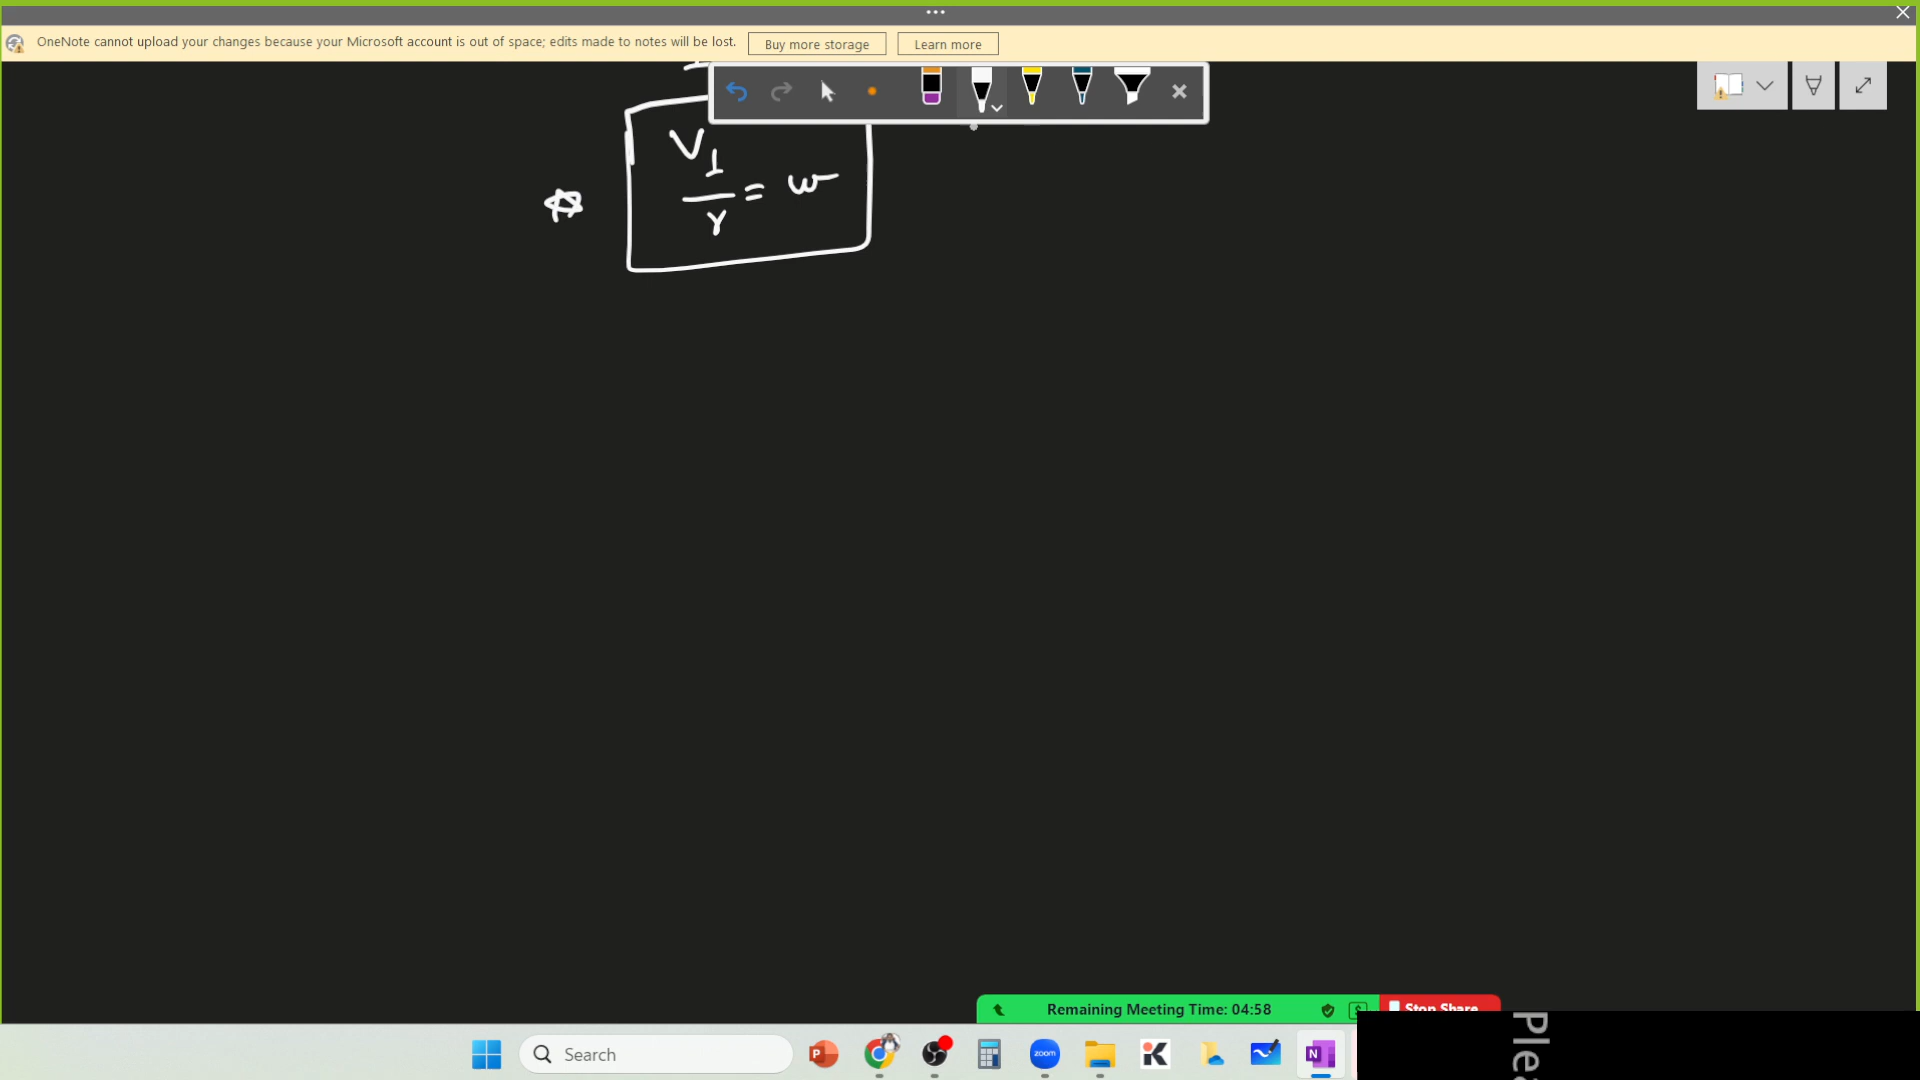 OneNote cannot upload your changes because your Microsoft account is out of space; edits made to notes will be lost. Buy more storage Learn more
V⊥
/r = ω
Remaining Meeting Time: 04:58 Stop Share
Search
Plea